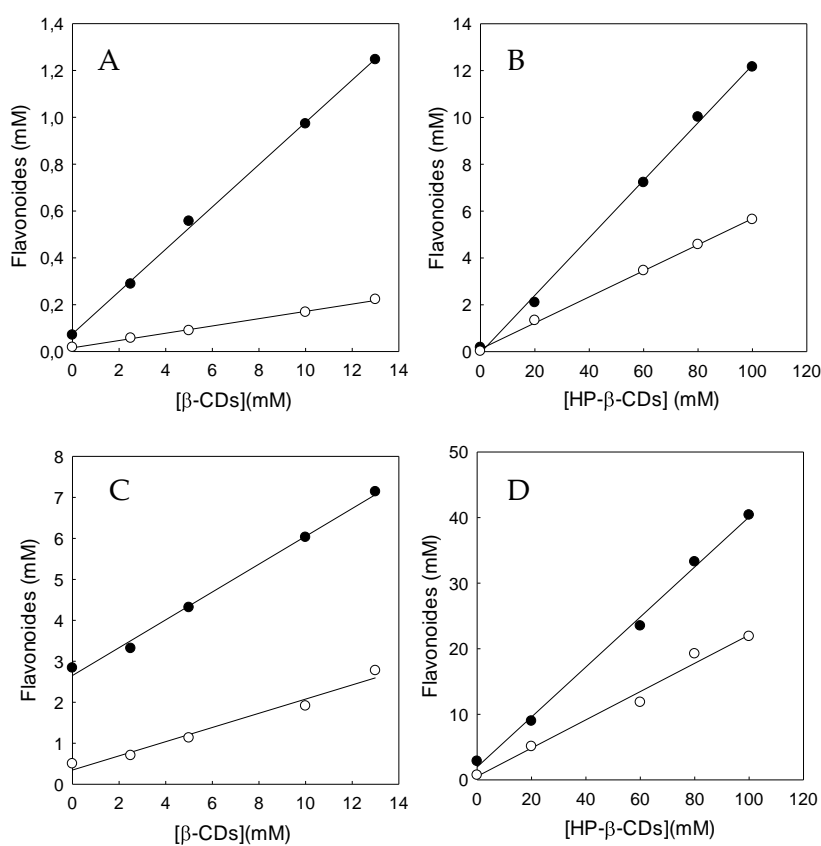 A
Flavonoides (mM)
1,4
1,2
1,0
0,8
0,6
0,4
0,2
0,0
0 2 4 6 8 10 12 14
[β-CDs](mM)
B
Flavonoides (mM)
14
12
10
8
6
4
2
0
0 20 40 60 80 100 120
[HP-β-CDs] (mM)
C
Flavonoides (mM)
8
7
6
5
4
3
2
1
0
0 2 4 6 8 10 12 14
[β-CDs](mM)
D
Flavonoides (mM)
50
40
30
20
10
0
0 20 40 60 80 100 120
[HP-β-CDs](mM)